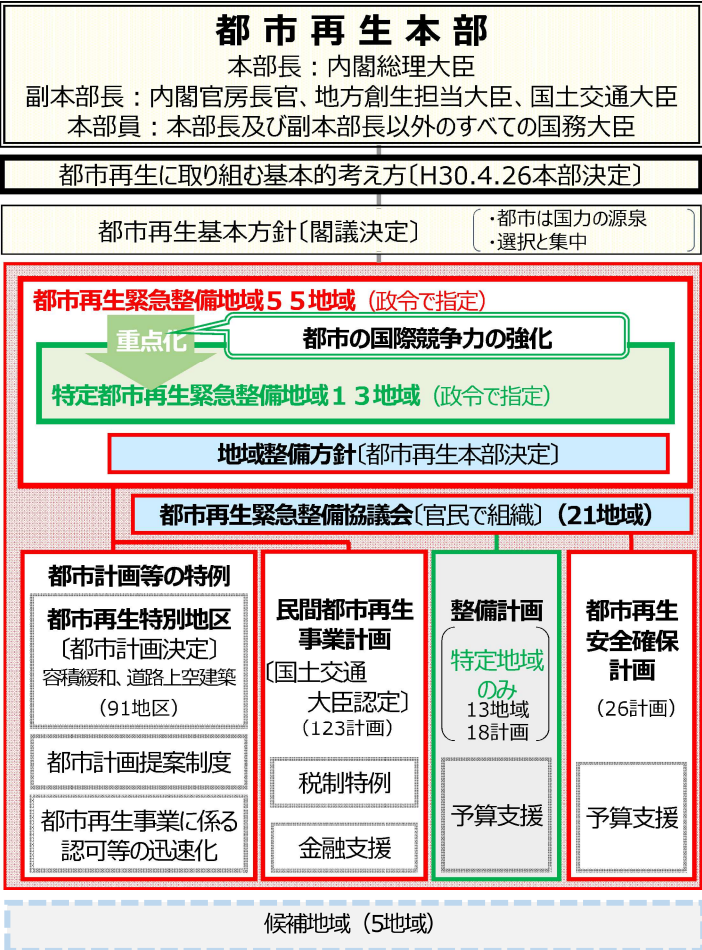 都市再生本部
本部長：内閣総理大臣
副本部長：内閣官房長官、地方創生担当大臣、国土交通大臣
本部員：本部長及び副本部長以外のすべての国務大臣
都市再生に取り組む基本的考え方〔H30.4.26本部決定〕
都市再生基本方針〔閣議決定〕
・都市は国力の源泉
・選択と集中
都市再生緊急整備地域５５地域（政令で指定）
重点化
都市の国際競争力の強化
特定都市再生緊急整備地域１３地域（政令で指定）
地域整備方針〔都市再生本部決定〕
都市再生緊急整備協議会〔官民で組織〕（21地域）
都市計画等の特例
都市再生特別地区
〔都市計画決定〕
容積緩和、道路上空建築
（91地区）
都市計画提案制度
都市再生事業に係る
認可等の迅速化
民間都市再生
事業計画
〔国土交通
大臣認定〕
（123計画）
税制特例
金融支援
整備計画
特定地域
のみ
13地域
18計画
予算支援
都市再生
安全確保
計画
（26計画）
予算支援
候補地域（5地域）